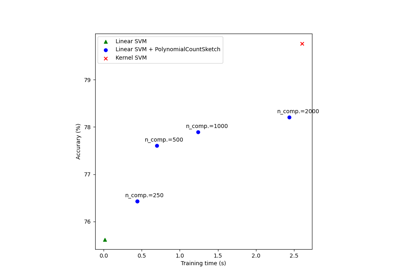 Linear SVM
Linear SVM + PolynomialCountSketch
Kernel SVM
79
78
77
76
Accurary (%)
n_comp.=2000
n_comp.=1000
n_comp.=500
n_comp.=250
0.0 0.5 1.0 1.5 2.0 2.5
Training time (s)